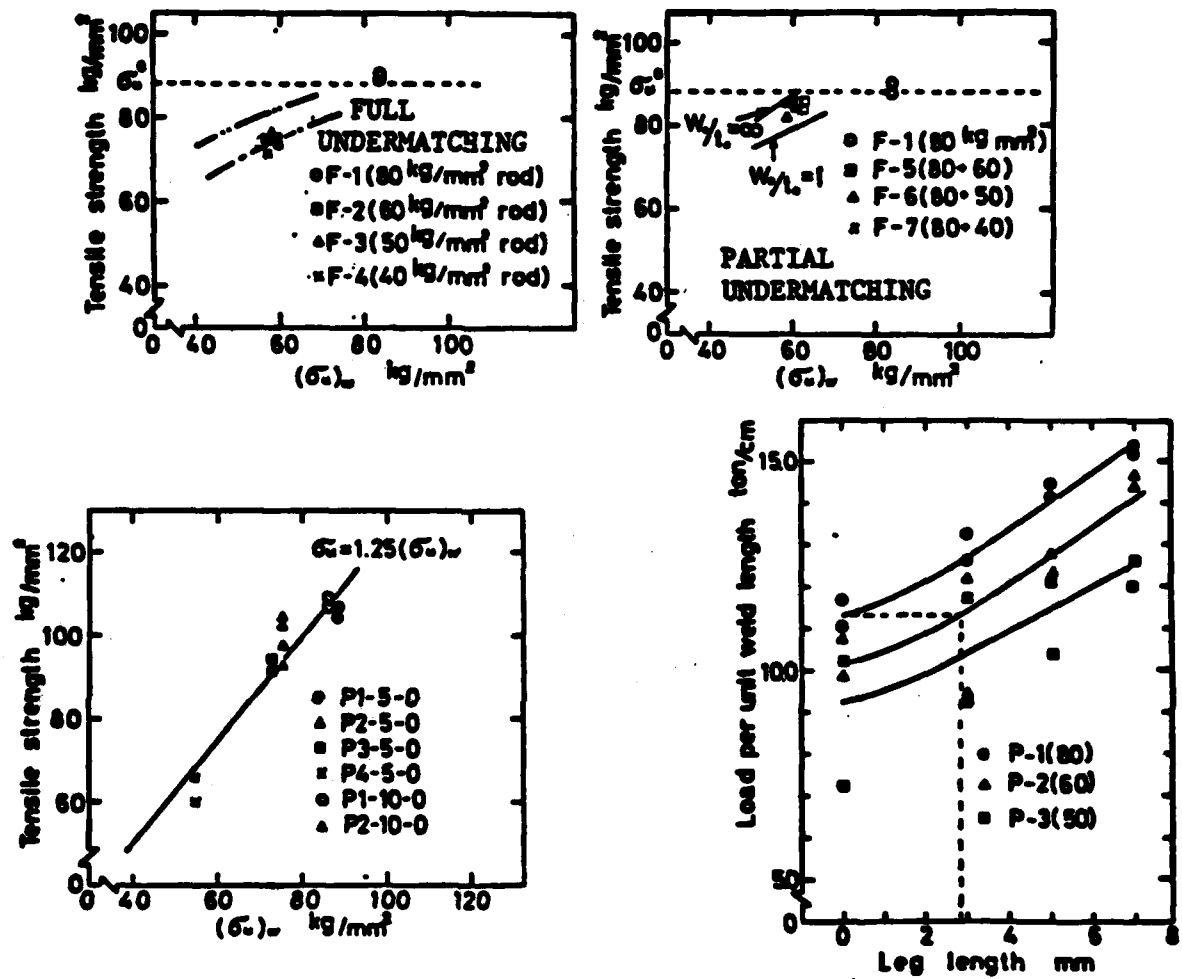 Tensile strength kg/mm²
100
80
60
40
0
FULL
UNDERMATCHING
F-1(80 kg/mm² rod)
F-2(60 kg/mm² rod)
F-3(50 kg/mm² rod)
F-4(40 kg/mm² rod)
0 40 60 80 100
(σᵤ)w kg/mm²
Tensile strength kg/mm²
100
80
60
40
0
W₀/t₀=∞
W₀/t₀=1
F-1(80 kg mm²)
F-5(80+60)
F-6(80+50)
F-7(80+40)
PARTIAL
UNDERMATCHING
0 40 60 80 100
(σᵤ)w kg/mm²
Tensile strength kg/mm²
120
100
80
60
0
σᵤ=1.25(σᵤ)w
P1-5-0
P2-5-0
P3-5-0
P4-5-0
P1-10-0
P2-10-0
0 40 60 80 100 120
(σᵤ)w kg/mm²
Load per unit weld length ton/cm
15.0
10.0
5.0
0
P-1(80)
P-2(60)
P-3(50)
0 2 4 6 8
Leg length mm